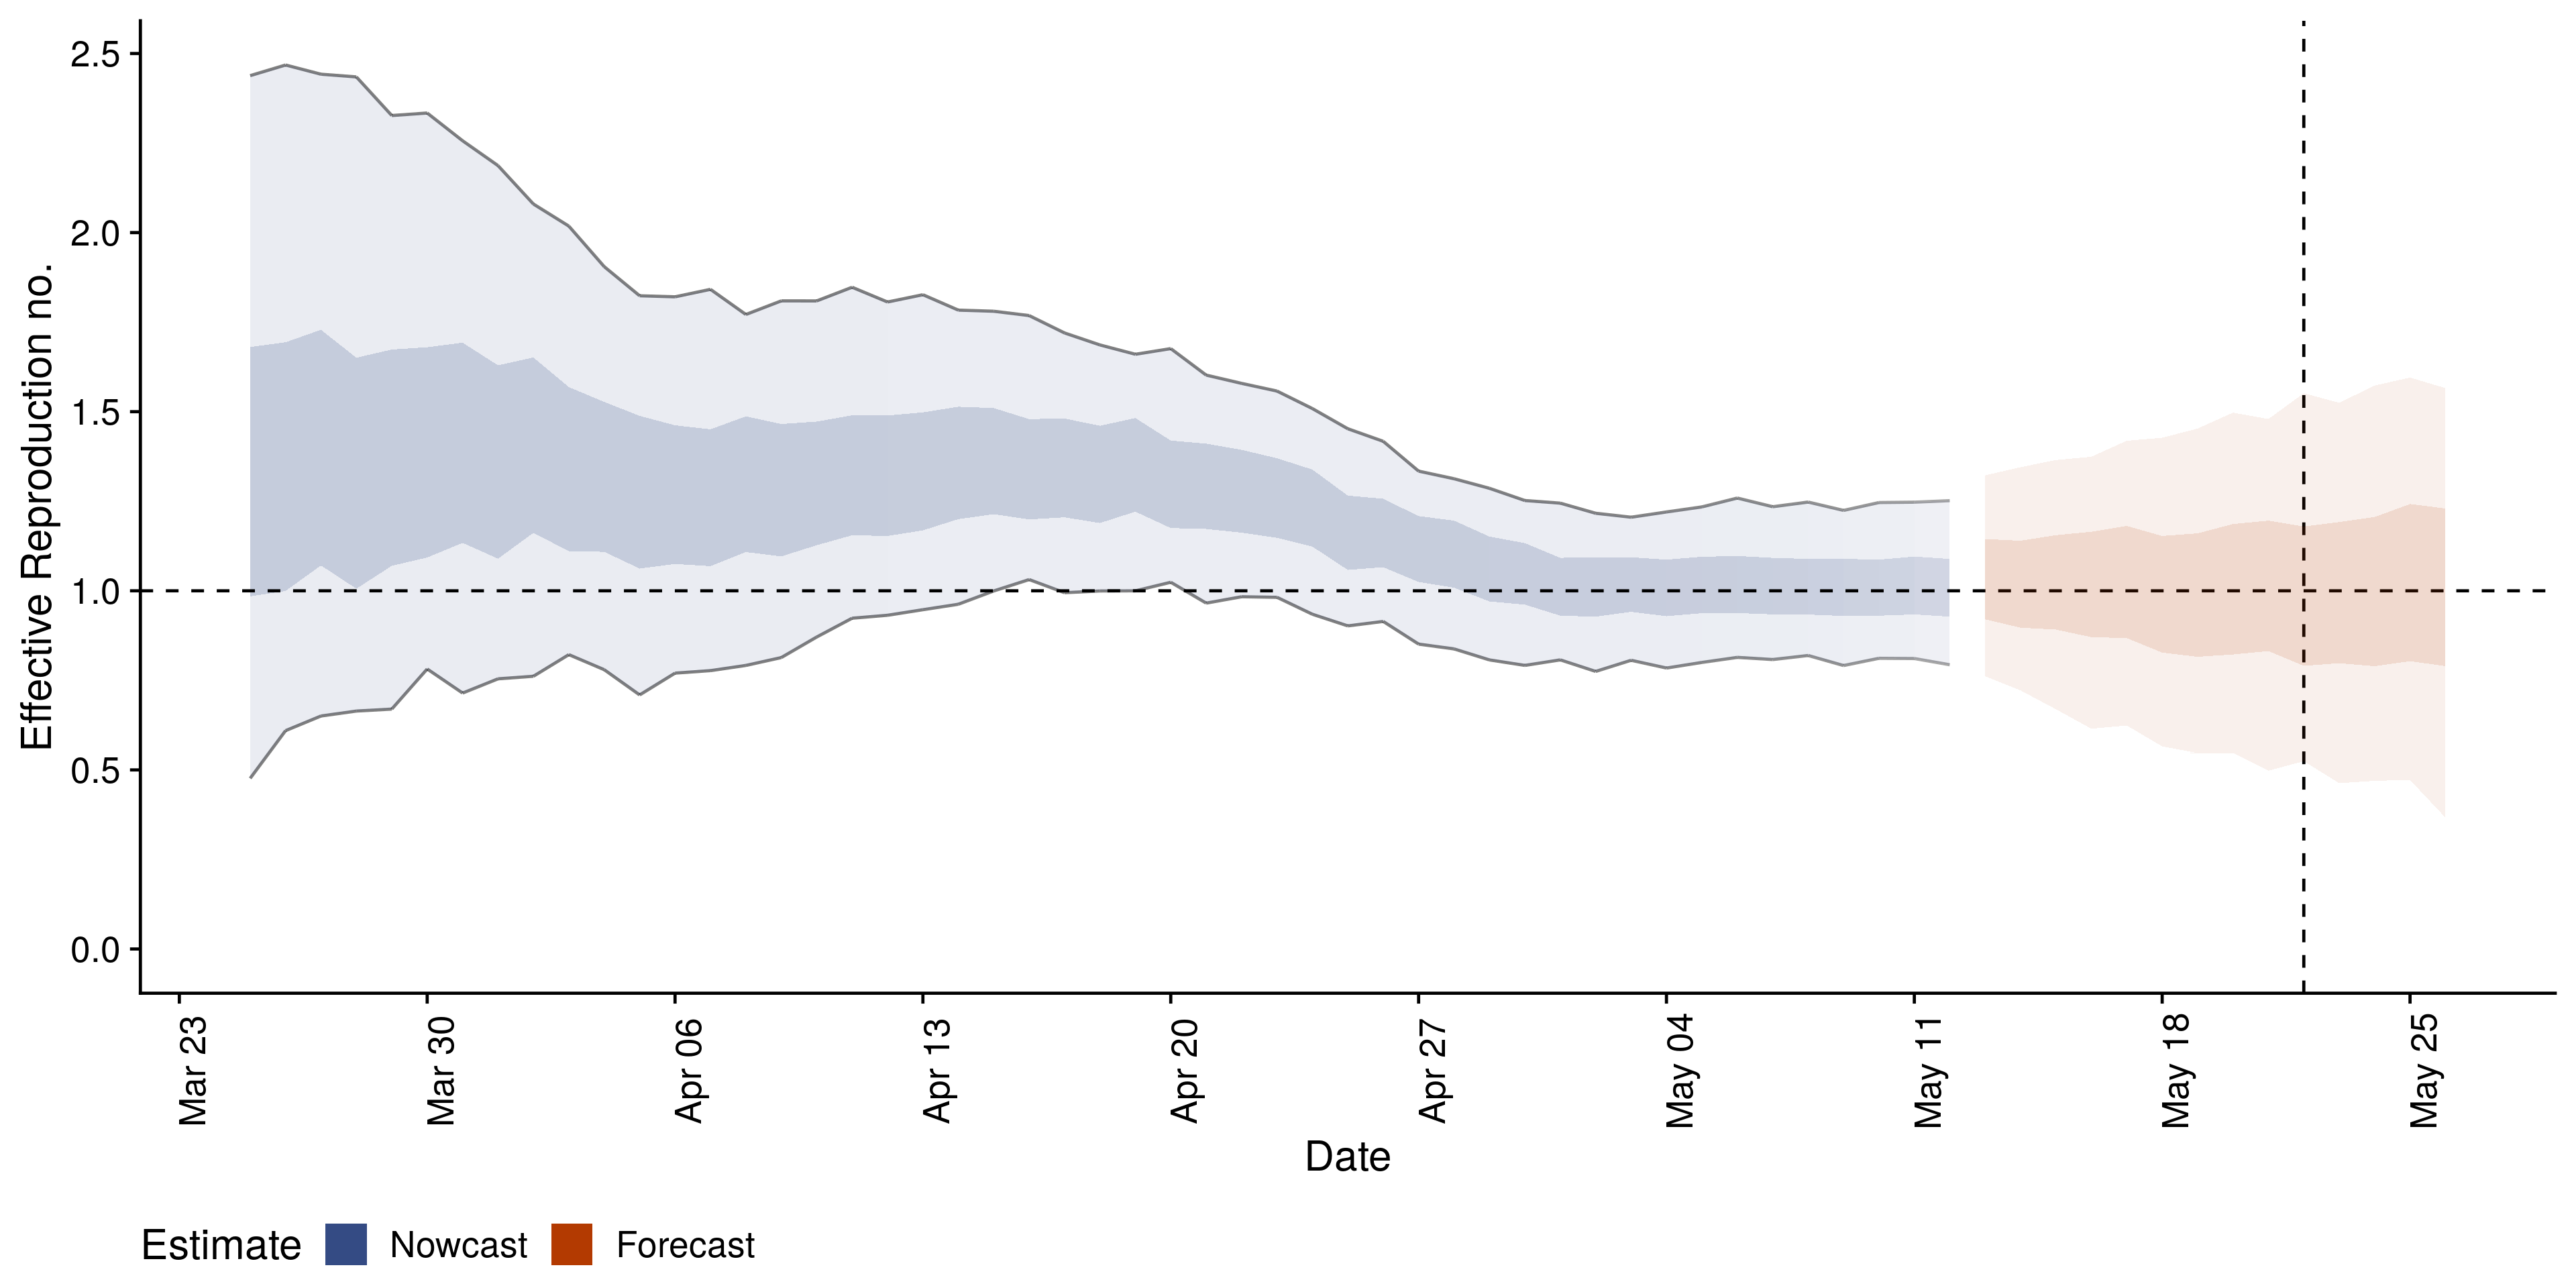 Effective Reproduction no.
2.5
2.0
1.5
1.0
0.5
0.0
Mar 23
Mar 30
Apr 06
Apr 13
Apr 20
Apr 27
May 04
May 11
May 18
May 25
Date
Estimate Nowcast Forecast